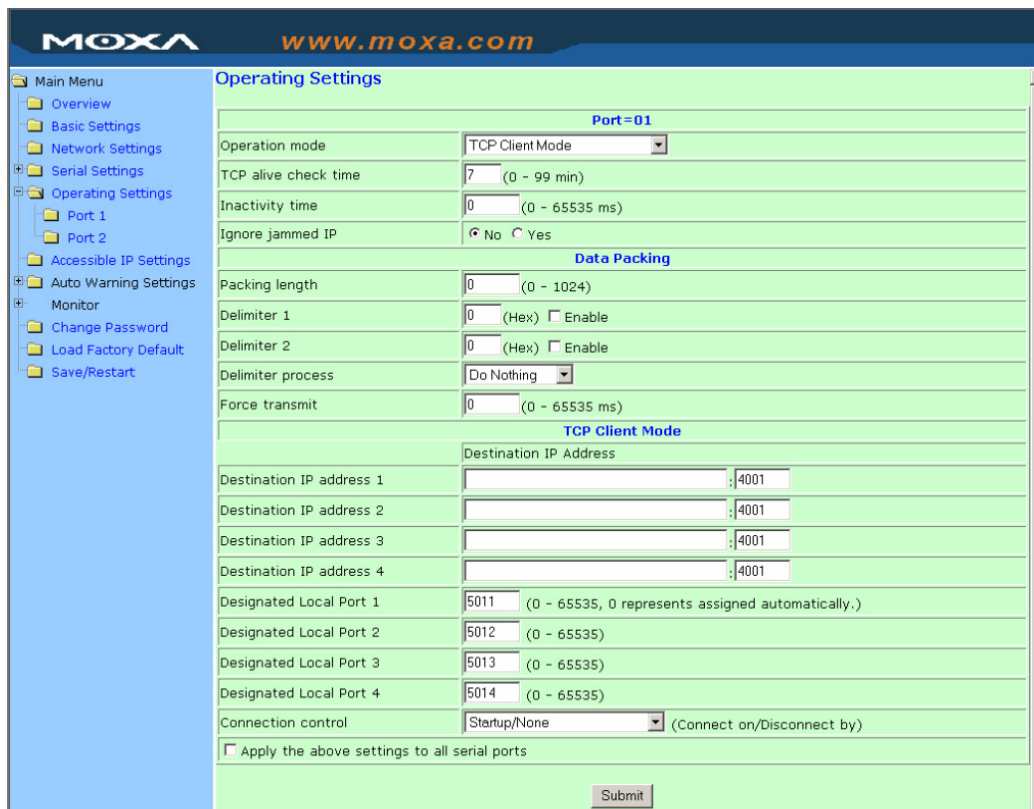 MOXA www.moxa.com
Main Menu
Overview
Basic Settings
Network Settings
Serial Settings
Operating Settings
Port 1
Port 2
Accessible IP Settings
Auto Warning Settings
Monitor
Change Password
Load Factory Default
Save/Restart
Operating Settings
Port=01
Operation mode TCP Client Mode
TCP alive check time 7 (0 - 99 min)
Inactivity time 0 (0 - 65535 ms)
Ignore jammed IP No Yes
Data Packing
Packing length 0 (0 - 1024)
Delimiter 1 0 (Hex) Enable
Delimiter 2 0 (Hex) Enable
Delimiter process Do Nothing
Force transmit 0 (0 - 65535 ms)
TCP Client Mode
Destination IP Address
Destination IP address 1 :4001
Destination IP address 2 :4001
Destination IP address 3 :4001
Destination IP address 4 :4001
Designated Local Port 1 5011 (0 - 65535, 0 represents assigned automatically.)
Designated Local Port 2 5012 (0 - 65535)
Designated Local Port 3 5013 (0 - 65535)
Designated Local Port 4 5014 (0 - 65535)
Connection control Startup/None (Connect on/Disconnect by)
Apply the above settings to all serial ports
Submit